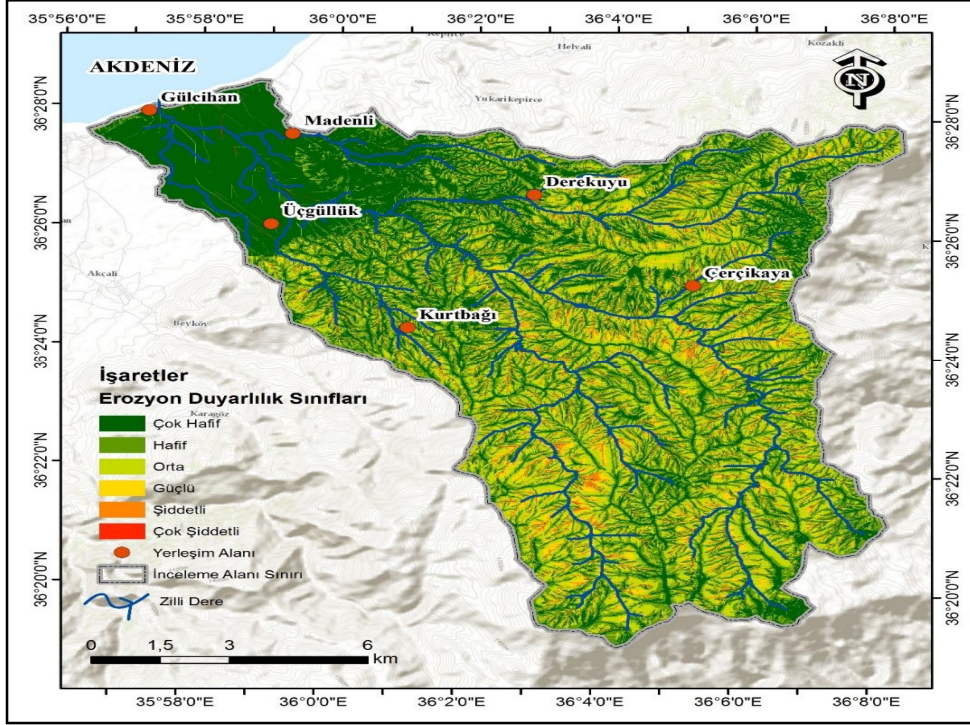 35°56'0"E 35°58'0"E 36°0'0"E 36°2'0"E 36°4'0"E 36°6'0"E 36°8'0"E
Helvali
Kozakli
AKDENİZ
N
Gülcihan
Yukarikepirce
36°28'0"N
36°28'0"N
Madenli
Derekuyu
Üçgüllük
36°26'0"N
36°26'0"N
Akçali
Çerçikaya
Kurtbağı
Beyköy
36°24'0"N
36°24'0"N
İşaretler
Erozyon Duyarlılık Sınıfları
Karagöz
Çok Hafif
Hafif
Orta
Güçlü
Şiddetli
Çok Şiddetli
Yerleşim Alanı
İnceleme Alanı Sınırı
Zilli Dere
36°22'0"N
36°22'0"N
36°20'0"N
36°20'0"N
0 1,5 3 6
km
35°58'0"E 36°0'0"E 36°2'0"E 36°4'0"E 36°6'0"E 36°8'0"E